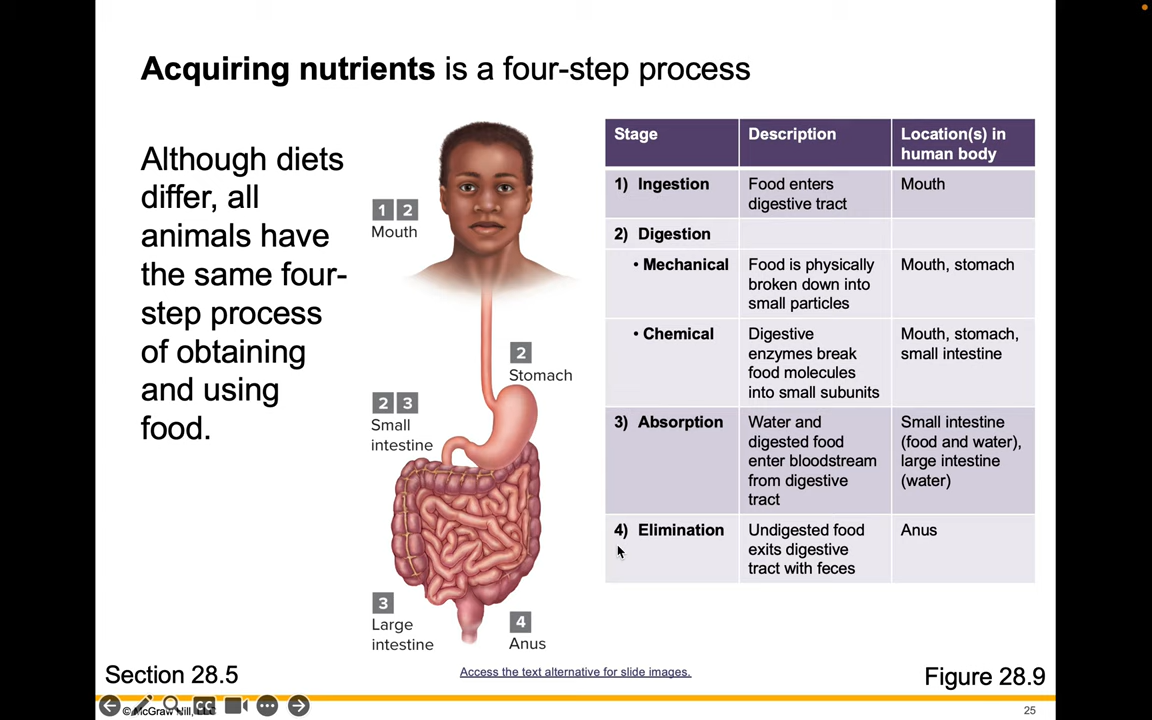 Acquiring nutrients is a four-step process
Although diets
differ, all
animals have
the same four-
step process
of obtaining
and using
food.
1 2
Mouth
2
Stomach
2 3
Small
intestine
3
Large
intestine
4
Anus
Stage Description Location(s) in
human body
1) Ingestion Food enters
digestive tract
Mouth
2) Digestion
• Mechanical Food is physically
broken down into
small particles
Mouth, stomach
• Chemical Digestive
enzymes break
food molecules
into small subunits
Mouth, stomach,
small intestine
3) Absorption Water and
digested food
enter bloodstream
from digestive
tract
Small intestine
(food and water),
large intestine
(water)
4) Elimination Undigested food
exits digestive
tract with feces
Anus
Section 28.5
Access the text alternative for slide images.
Figure 28.9
CC
© McGraw Hill, LLC
25